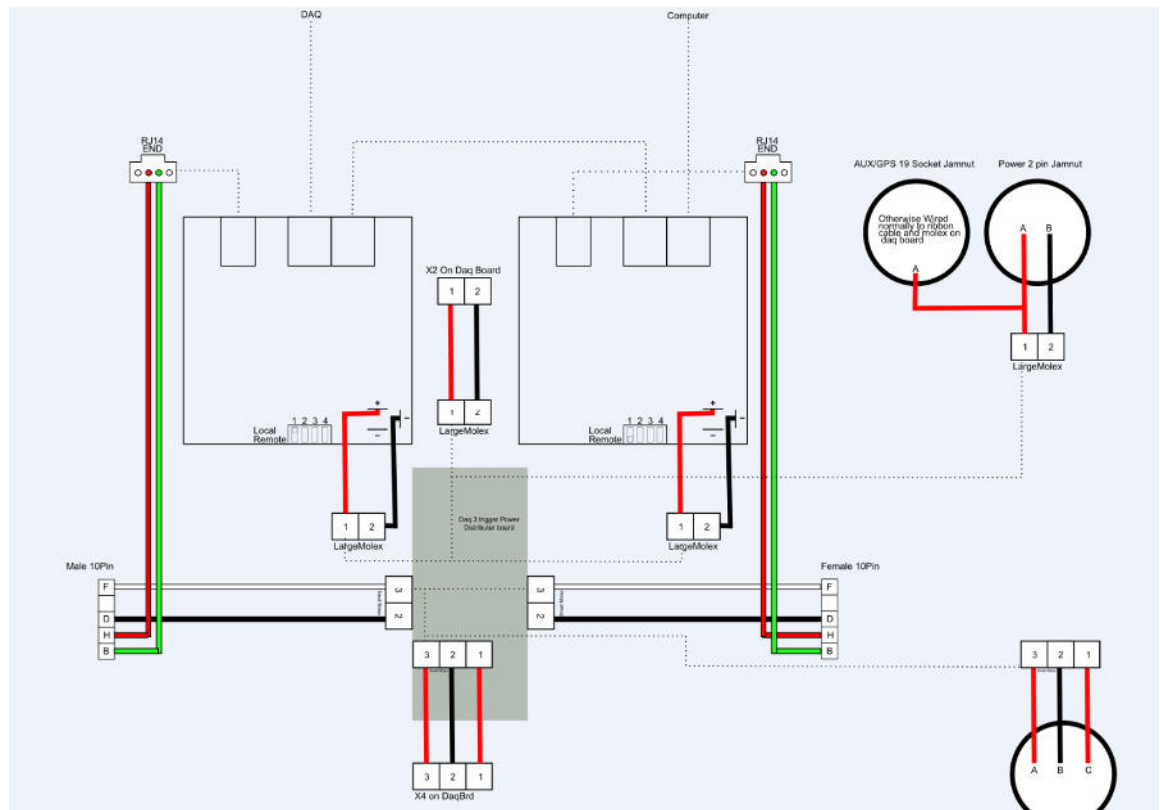 DAQ
Computer
RJ14
END
RJ14
END
AUX/GPS 19 Socket Jamnut
Power 2 pin Jamnut
Otherwise Wired
normally to ribbon
cable and molex on
daq board
A
A B
X2 On Daq Board
1 2
1 2
LargeMolex
1 2
LargeMolex
+
-
1 2 3 4
Local
Remote
+
-
1 2 3 4
Local
Remote
1 2
LargeMolex
1 2
LargeMolex
Daq 3 trigger Power
Distributer board
Male 10Pin
F
D
H
B
3
2
3
2
Female 10Pin
F
D
H
B
3 2 1
3 2 1
X4 on DaqBrd
3 2 1
A B C